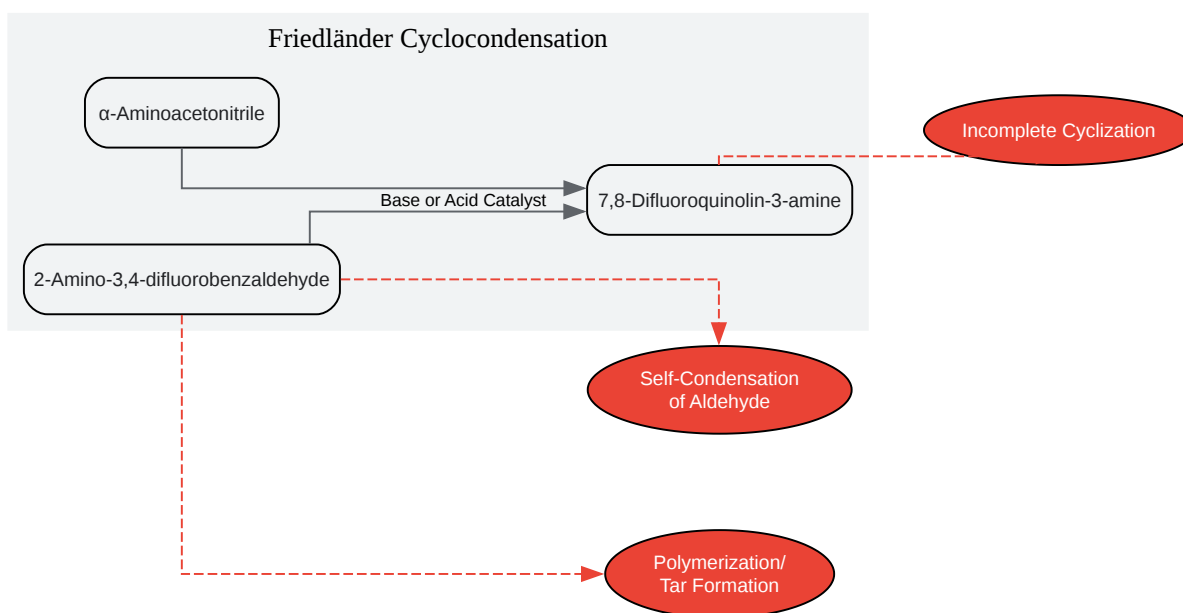 Friedländer Cyclocondensation
α-Aminoacetonitrile
Incomplete Cyclization
Base or Acid Catalyst
7,8-Difluoroquinolin-3-amine
2-Amino-3,4-difluorobenzaldehyde
Self-Condensation
of Aldehyde
Polymerization/
Tar Formation